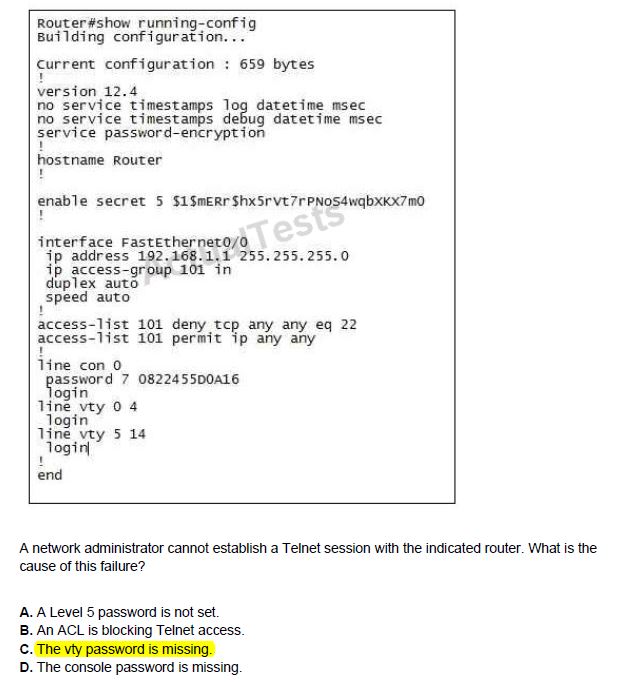 Router#show running-config
Building configuration...
Current configuration : 659 bytes
!
version 12.4
no service timestamps log datetime msec
no service timestamps debug datetime msec
service password-encryption
!
hostname Router
!
enable secret 5 $1$mERr$hx5rVt7rPNoS4wqbXKX7m0
!
interface FastEthernet0/0
ip address 192.168.1.1 255.255.255.0
ip access-group 101 in
duplex auto
speed auto
!
access-list 101 deny tcp any any eq 22
access-list 101 permit ip any any
!
line con 0
password 7 0822455D0A16
login
line vty 0 4
login
line vty 5 14
login
!
end
ActualTests
A network administrator cannot establish a Telnet session with the indicated router. What is the
cause of this failure?
A. A Level 5 password is not set.
B. An ACL is blocking Telnet access.
C. The vty password is missing.
D. The console password is missing.